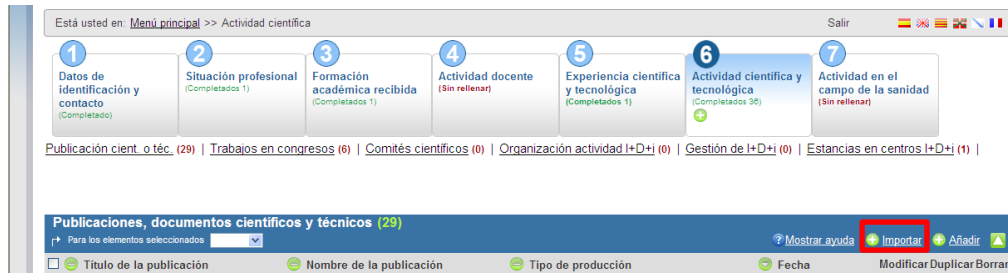 Está usted en: Menú principal >> Actividad científica
Salir
1
Datos de identificación y contacto
(Completado)
2
Situación profesional
(Completados 1)
3
Formación académica recibida
(Completados 1)
4
Actividad docente
(Sin rellenar)
5
Experiencia científica y tecnológica
(Completados 1)
6
Actividad científica y tecnológica
(Completados 36)
7
Actividad en el campo de la sanidad
(Sin rellenar)
Publicación cient. o téc. (29) | Trabajos en congresos (6) | Comités científicos (0) | Organización actividad I+D+i (0) | Gestión de I+D+i (0) | Estancias en centros I+D+i (1) |
Publicaciones, documentos científicos y técnicos (29)
Para los elementos seleccionados
Mostrar ayuda Importar Añadir
Título de la publicación Nombre de la publicación Tipo de producción Fecha Modificar Duplicar Borrar